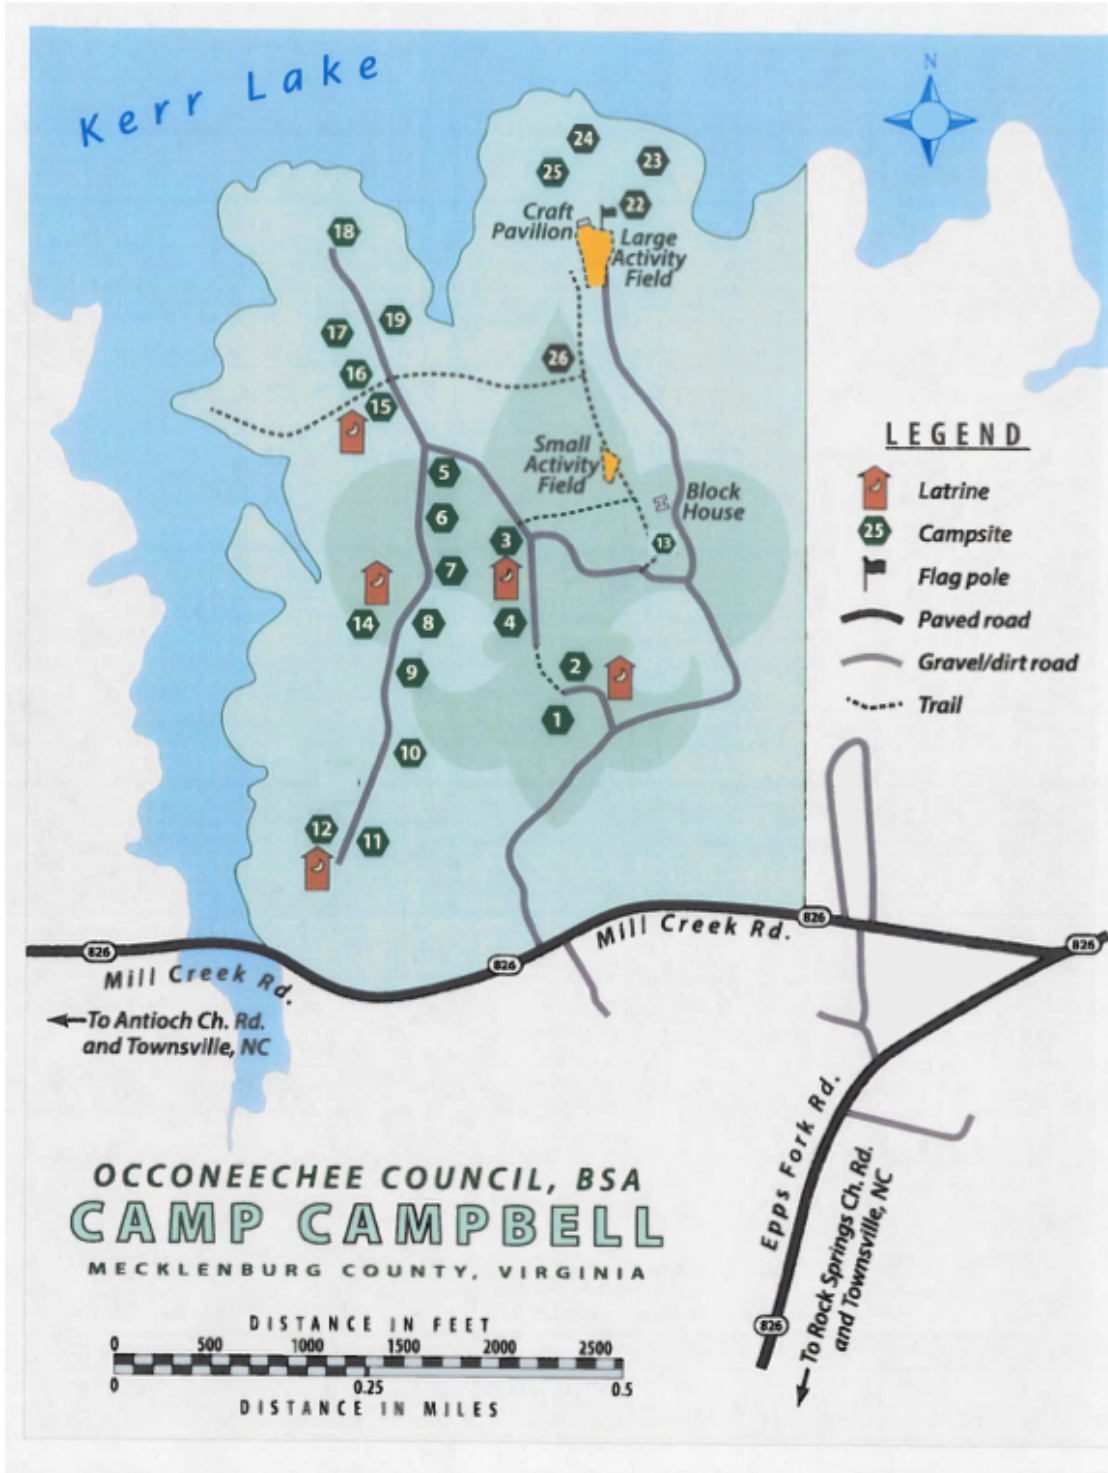 Kerr Lake
N
24
23
25
22
Craft
Pavilion
Large
Activity
Field
18
19
17
16
15
26
Small
Activity
Field
Block
House
5
6
3
13
7
14
8
4
2
9
1
10
12
11
LEGEND
Latrine
25 Campsite
Flag pole
Paved road
Gravel/dirt road
Trail
826
826
826
826
Mill Creek Rd.
Mill Creek Rd.
To Antioch Ch. Rd.
and Townsville, NC
Epps Fork Rd.
826
To Rock Springs Ch. Rd.
and Townsville, NC
OCCONEECHEE COUNCIL, BSA
CAMP CAMPBELL
MECKLENBURG COUNTY, VIRGINIA
DISTANCE IN FEET
0 500 1000 1500 2000 2500
0 0.25 0.5
DISTANCE IN MILES